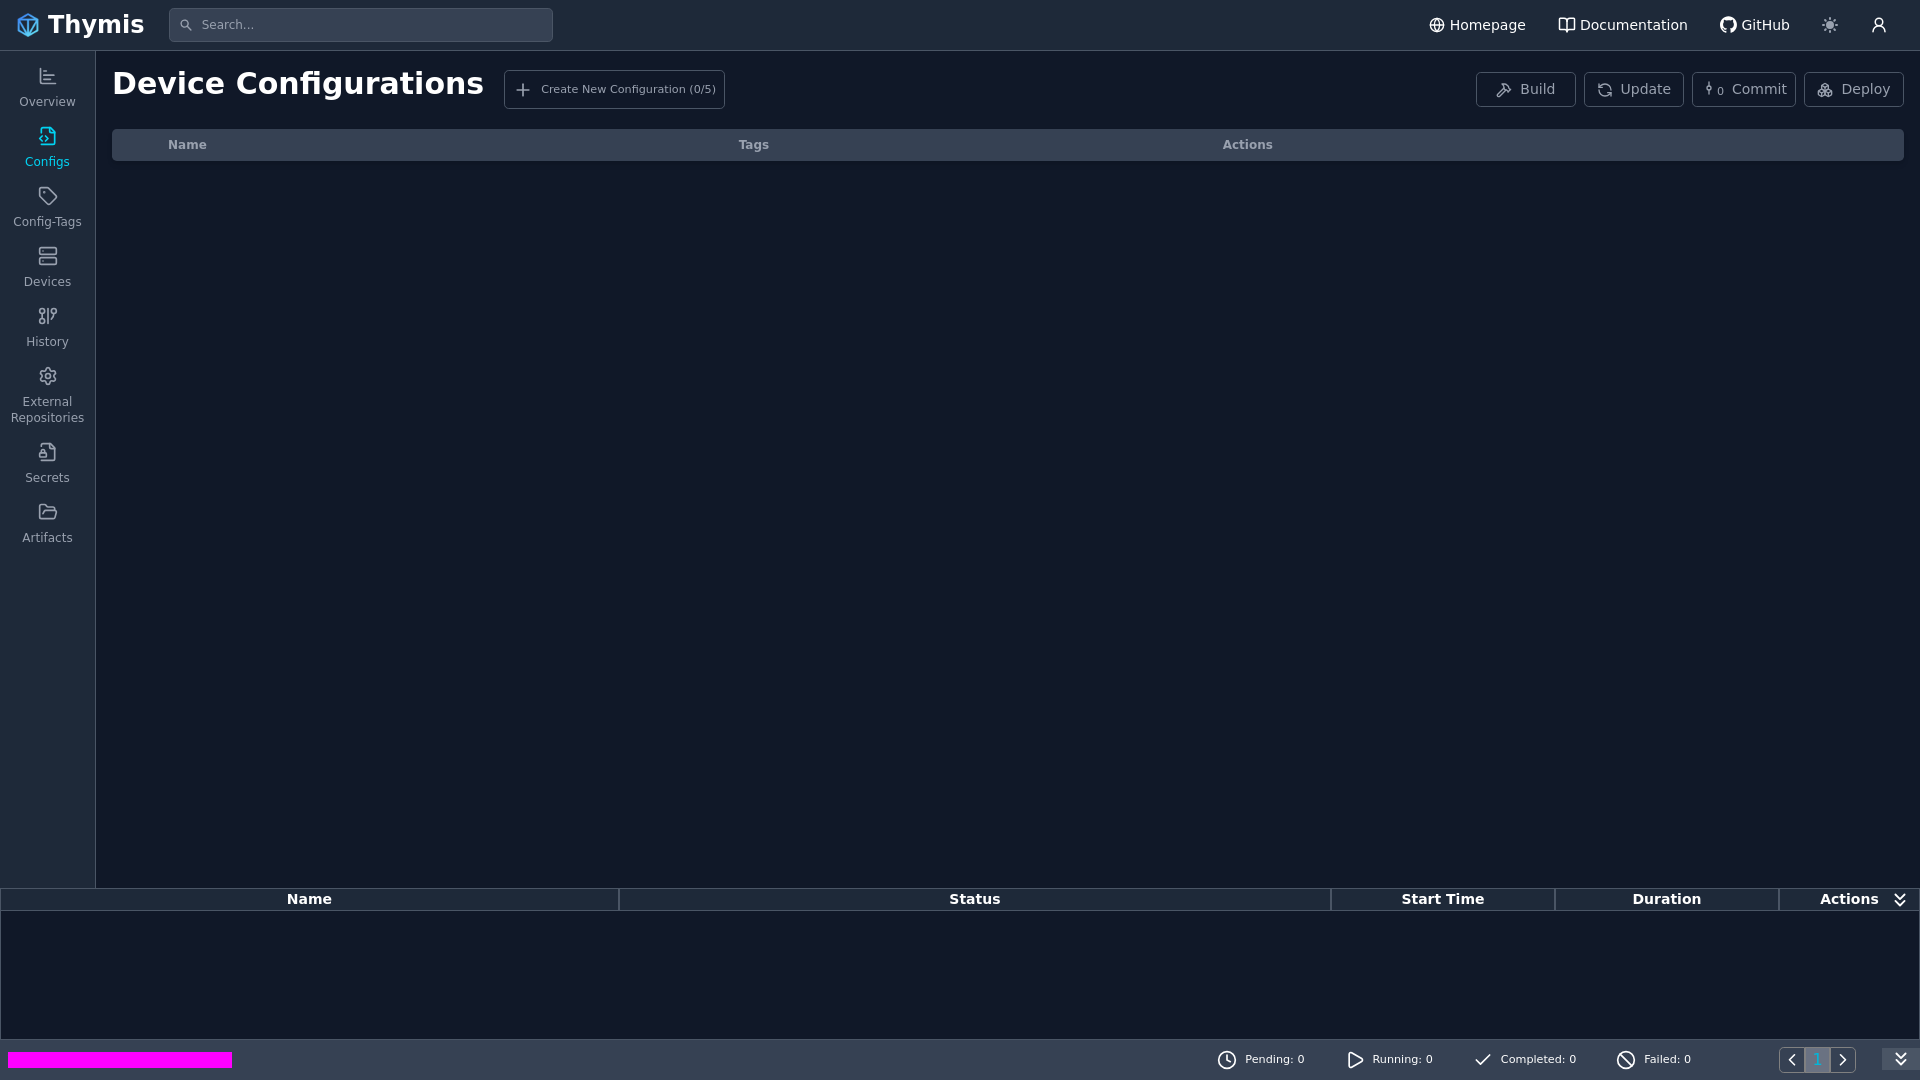 Thymis
Search...
Homepage
Documentation
GitHub
Overview
Configs
Config-Tags
Devices
History
External
Repositories
Secrets
Artifacts
Device Configurations
Create New Configuration (0/5)
Build
Update
0 Commit
Deploy
Name Tags Actions
Name Status Start Time Duration Actions
Pending: 0
Running: 0
Completed: 0
Failed: 0
1